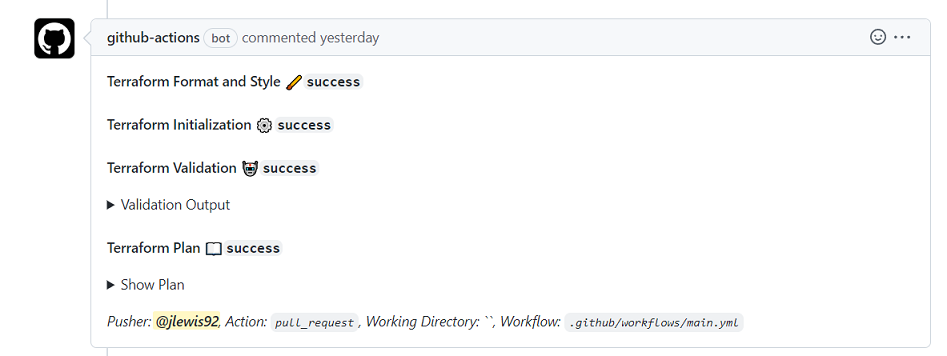 github-actions bot commented yesterday
Terraform Format and Style 🖌 success
Terraform Initialization ⚙️ success
Terraform Validation 🤖 success
▶ Validation Output
Terraform Plan 📖 success
▶ Show Plan
Pusher: @jlewis92, Action: pull_request , Working Directory: ``, Workflow: .github/workflows/main.yml